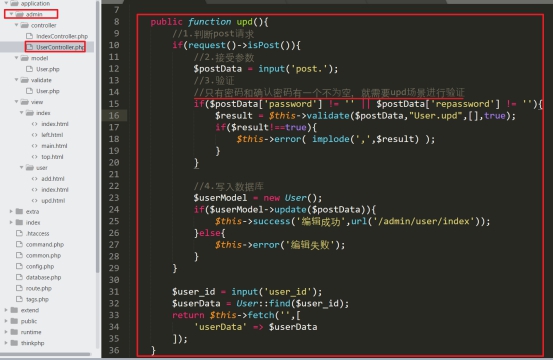 application
admin
controller
IndexController.php
UserController.php
model
User.php
validate
User.php
view
index
index.html
left.html
main.html
top.html
user
add.html
index.html
upd.html
extra
index
.htaccess
command.php
common.php
config.php
database.php
route.php
tags.php
extend
public
runtime
thinkphp
7
8 public function upd(){
9 //1.判断post请求
10 if(request()->isPost()){
11 //2.接受参数
12 $postData = input('post.');
13 //3.验证
14 //只有密码和确认密码有一个不为空，就需要upd场景进行验证
15 if($postData['password'] != '' || $postData['repassword'] != ''){
16 $result = $this->validate($postData,"User.upd",[],true);
17 if($result!==true){
18 $this->error( implode(',',$result) );
19 }
20 }
21
22 //4.写入数据库
23 $userModel = new User();
24 if($userModel->update($postData)){
25 $this->success('编辑成功',url('/admin/user/index'));
26 }else{
27 $this->error('编辑失败');
28 }
29 }
30
31 $user_id = input('user_id');
32 $userData = User::find($user_id);
33 return $this->fetch('',[
34 'userData' => $userData
35 ]);
36 }